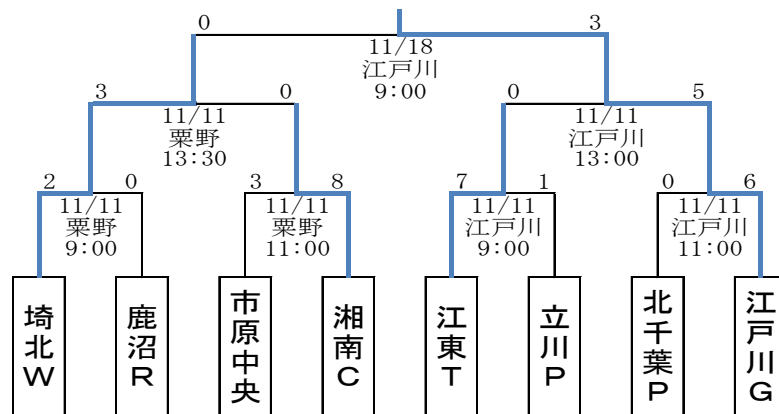 0 3
11/18
江戸川
9:00
3 0 0 5
11/11 11/11
粟野 江戸川
13:30 13:00
2 0 3 8 7 1 0 6
11/11 11/11 11/11 11/11
粟野 粟野 江戸川 江戸川
9:00 11:00 9:00 11:00
埼北W
鹿沼R
市原中央
湘南C
江東T
立川P
北千葉P
江戸川G